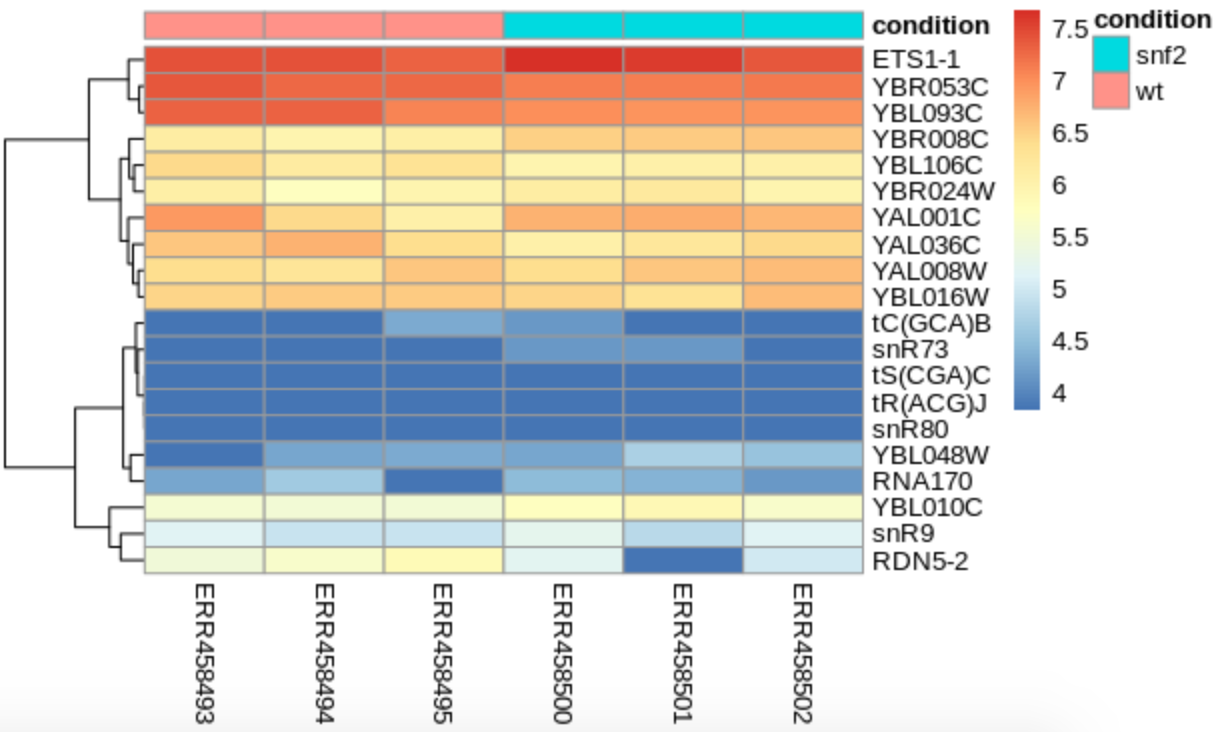 condition
ETS1-1
YBR053C
YBL093C
YBR008C
YBL106C
YBR024W
YAL001C
YAL036C
YAL008W
YBL016W
tC(GCA)B
snR73
tS(CGA)C
tR(ACG)J
snR80
YBL048W
RNA170
YBL010C
snR9
RDN5-2
ERR458493
ERR458494
ERR458495
ERR458500
ERR458501
ERR458502
7.5
7
6.5
6
5.5
5
4.5
4
condition
snf2
wt